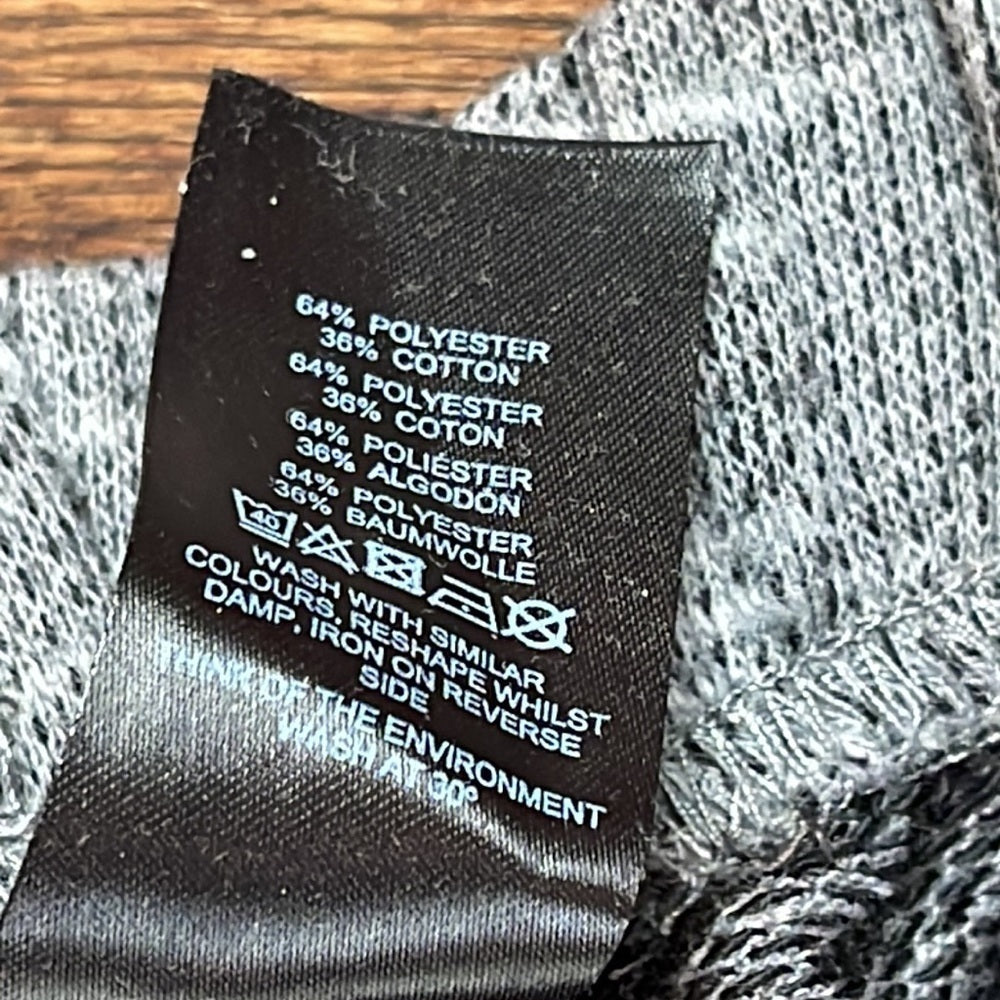 64% POLYESTER
36% COTTON
64% POLYESTER
36% COTON
64% POLIÉSTER
36% ALGODÓN
64% POLYESTER
36% BAUMWOLLE
40
WASH WITH SIMILAR
COLOURS. RESHAPE WHILST
DAMP. IRON ON REVERSE
SIDE
THINK OF THE ENVIRONMENT
WASH AT 30°